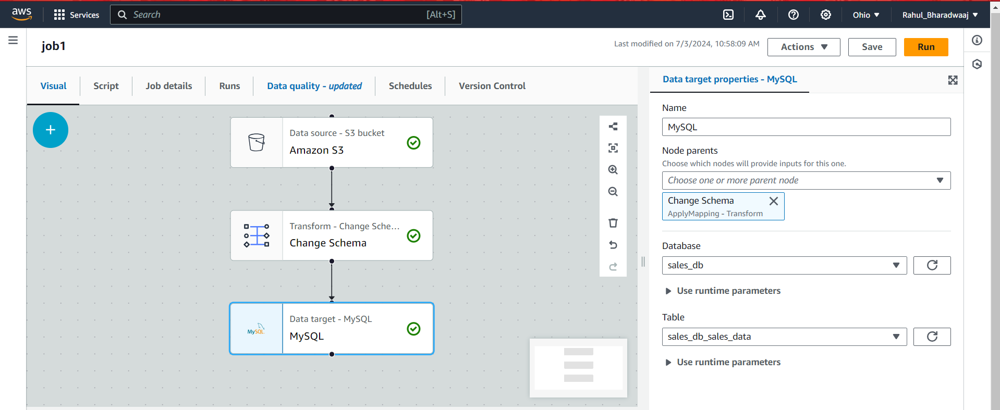 aws
Services
Search
[Alt+S]
Ohio
Rahul_Bharadwaaj
job1
Last modified on 7/3/2024, 10:58:09 AM
Actions
Save
Run
Visual
Script
Job details
Runs
Data quality - updated
Schedules
Version Control
Data source - S3 bucket
Amazon S3
Transform - Change Sche...
Change Schema
MySQL
Data target - MySQL
MySQL
Data target properties - MySQL
Name
MySQL
Node parents
Choose which nodes will provide inputs for this one.
Choose one or more parent node
Change Schema
ApplyMapping - Transform
Database
sales_db
Use runtime parameters
Table
sales_db_sales_data
Use runtime parameters